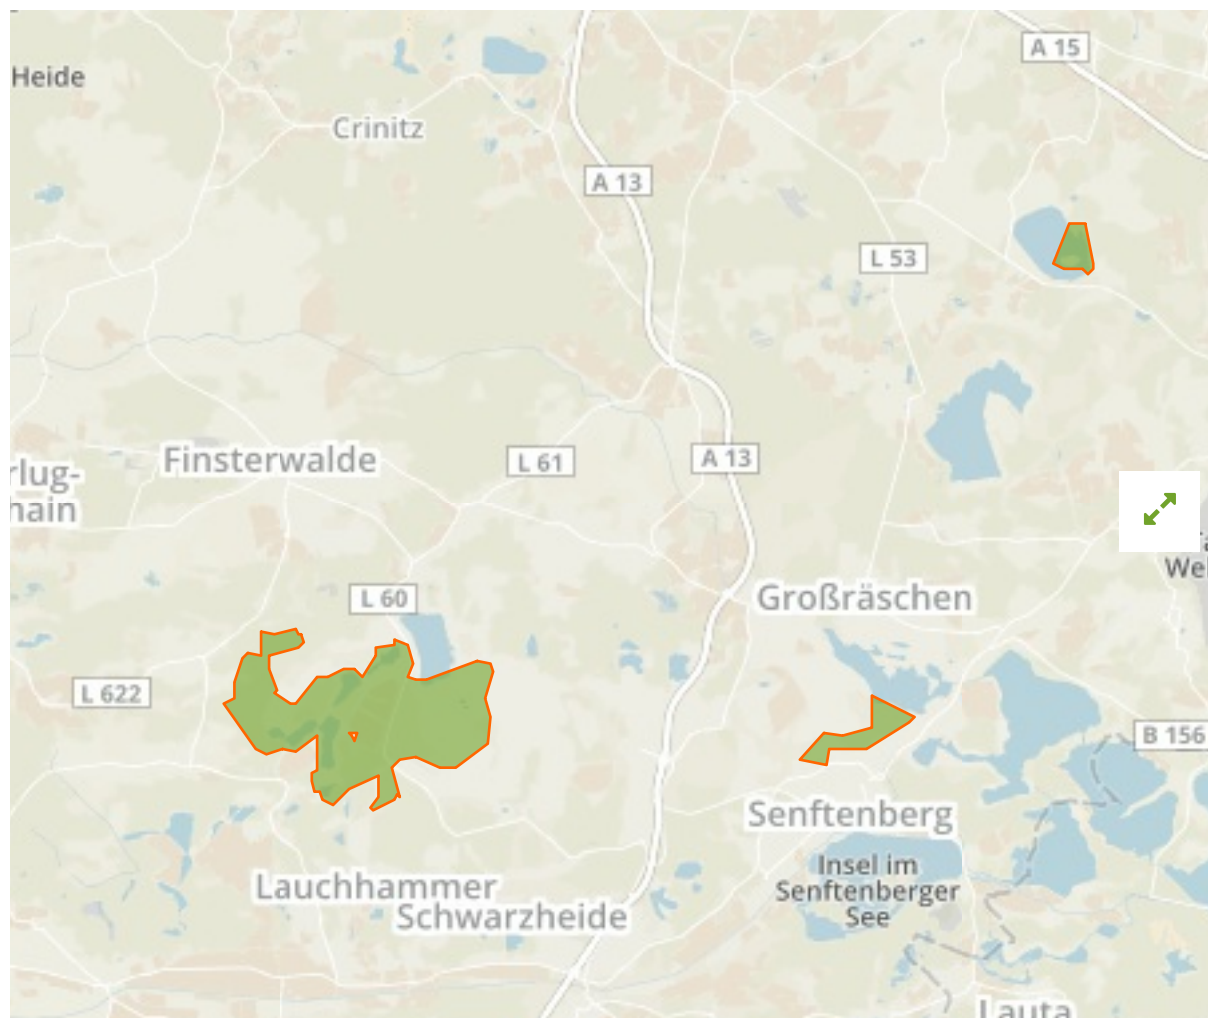 A 15
Heide
Crinitz
A 13
L 53
Finsterwalde
L 61
A 13
rlug-
hain
Wel
L 60
Großräschen
L 622
B 156
Senftenberg
Insel im
Senftenberger
See
Lauchhammer
Schwarzheide
Lauta